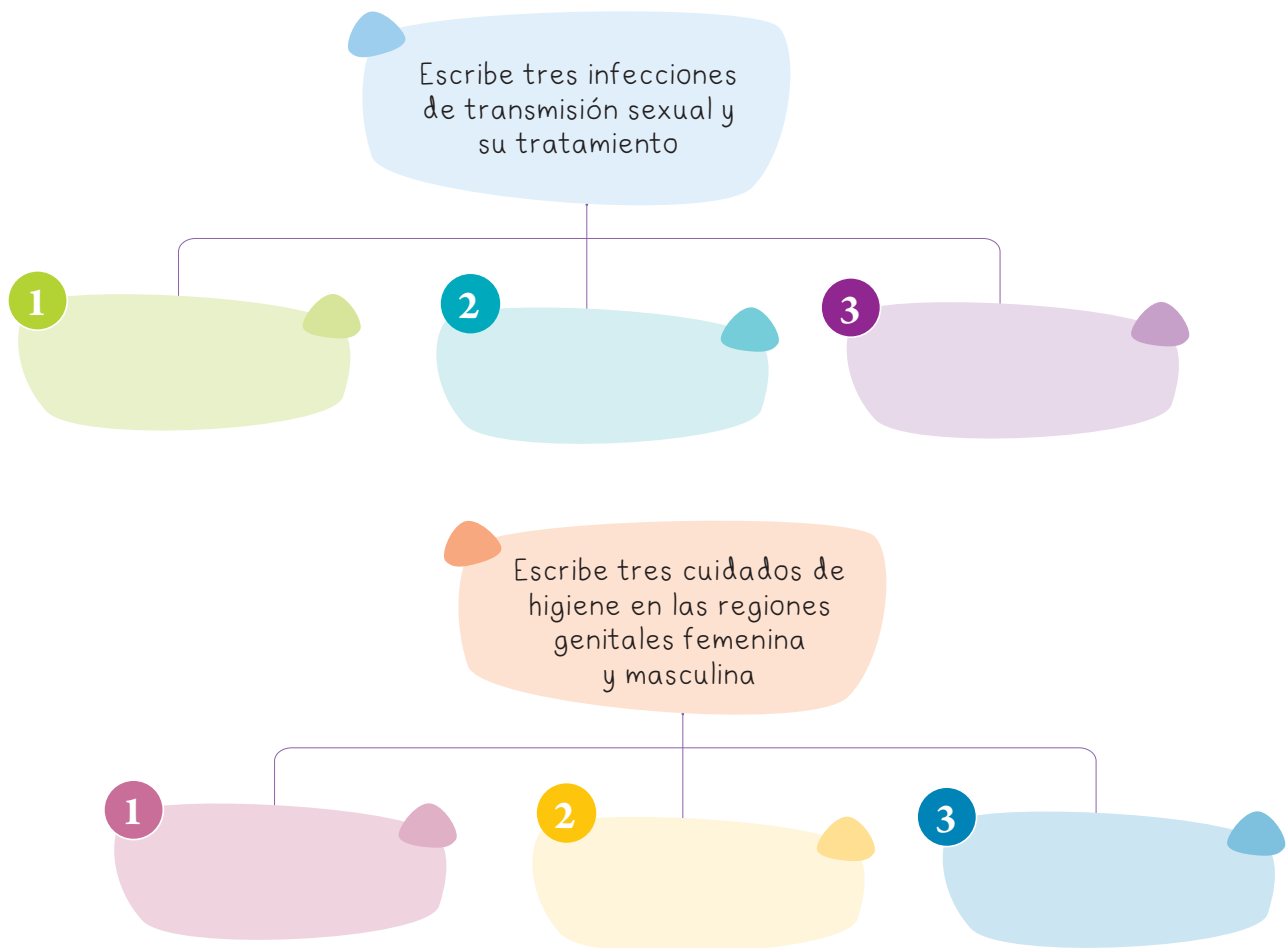 Escribe tres infecciones
de transmisión sexual y
su tratamiento
1
2
3
Escribe tres cuidados de
higiene en las regiones
genitales femenina
y masculina
1
2
3